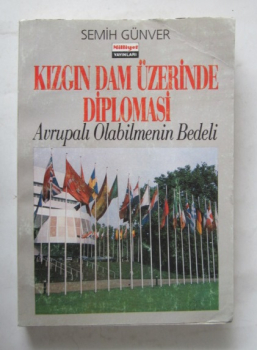 SEMİH GÜNVER
Milliyet
YAYINLARI
KIZGIN DAM ÜZERİNDE
DİPLOMASİ
Avrupalı Olabilmenin Bedeli